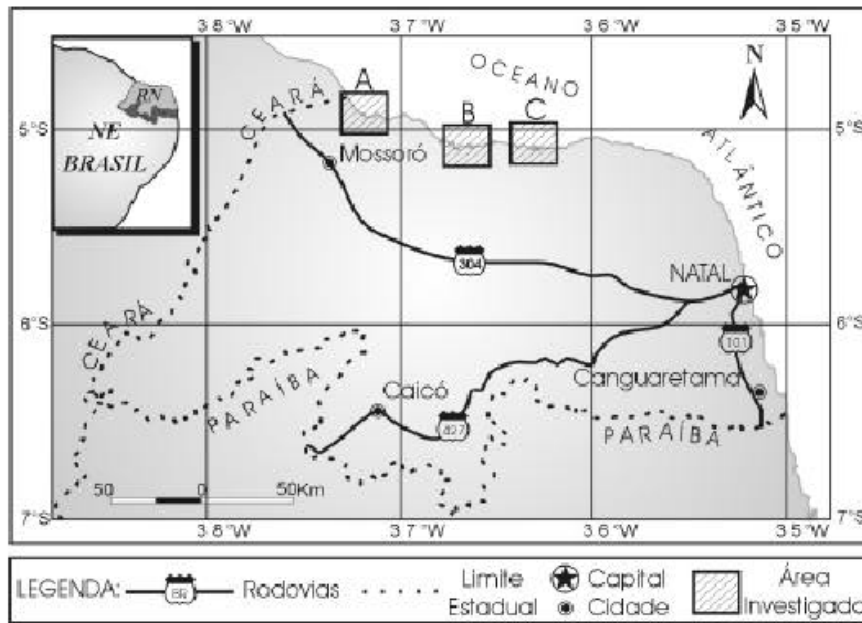 38°W 37°W 36°W 35°W
N
OCEANO
ATLÂNTICO
RN
NE
BRASIL
A
B
C
CEARÁ
5°S 5°S
Mossoró
304
NATAL
6°S 6°S
CEARÁ
101
PARAÍBA
Caicó
Canguaretama
427
PARAÍBA
50 0 50Km
7°S 7°S
38°W 37°W 36°W 35°W
LEGENDA: BR Rodovias Limite Estadual Capital Cidade Área Investigada